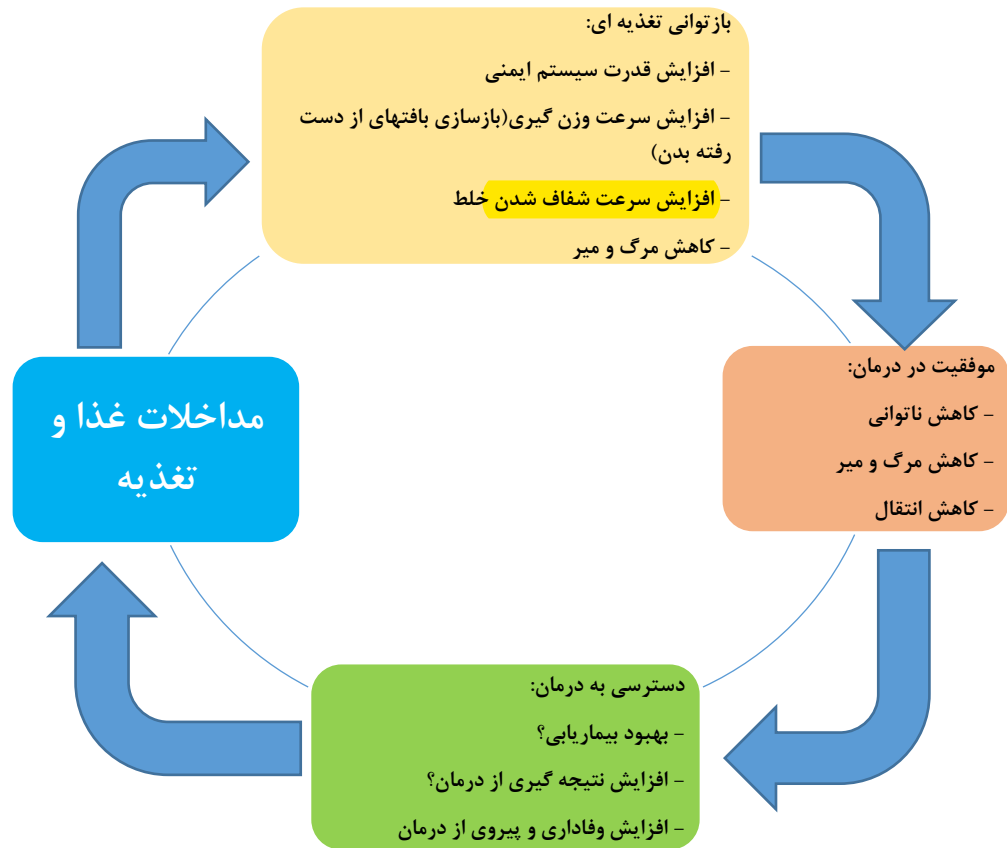 بازتوانی تغذیه ای:
- افزایش قدرت سیستم ایمنی
- افزایش سرعت وزن گیری(بازسازی بافتهای از دست
رفته بدن)
- افزایش سرعت شفاف شدن خلط
- کاهش مرگ و میر
موفقیت در درمان:
- کاهش ناتوانی
- کاهش مرگ و میر
- کاهش انتقال
دسترسی به درمان:
- بهبود بیماریابی؟
- افزایش نتیجه گیری از درمان؟
- افزایش وفاداری و پیروی از درمان
مداخلات غذا و
تغذیه